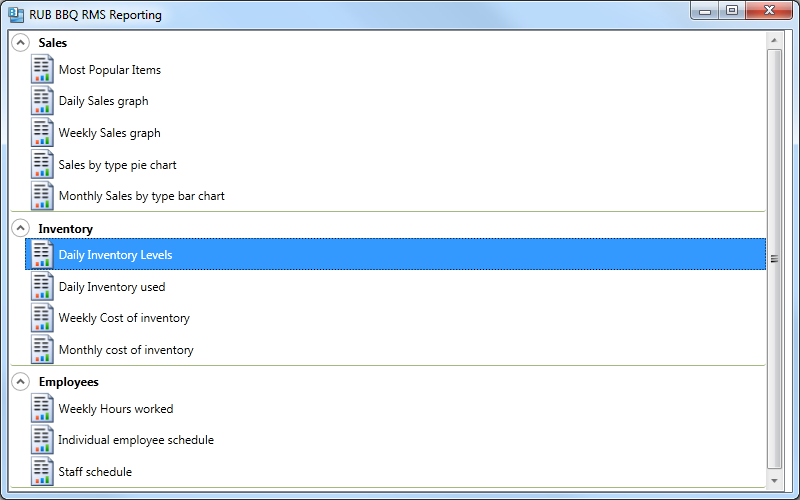 RUB BBQ RMS Reporting
Sales
Most Popular Items
Daily Sales graph
Weekly Sales graph
Sales by type pie chart
Monthly Sales by type bar chart
Inventory
Daily Inventory Levels
Daily Inventory used
Weekly Cost of inventory
Monthly cost of inventory
Employees
Weekly Hours worked
Individual employee schedule
Staff schedule